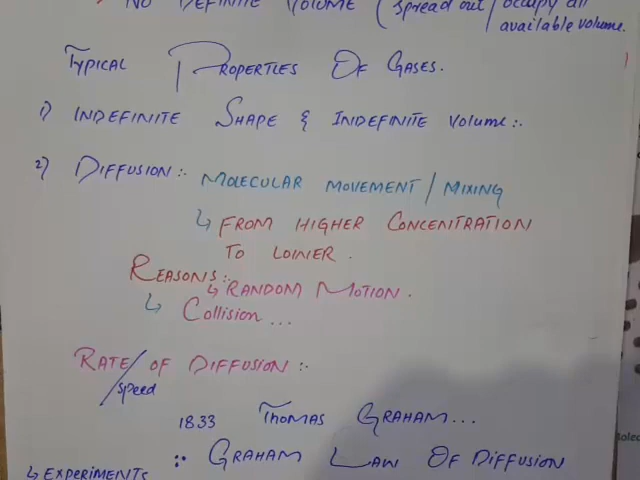 NO DEFINITE VOLUME (spread out / occupy all
available volume.
TYPICAL PROPERTIES OF GASES.
1) INDEFINITE SHAPE & INDEFINITE Volume:.
2) DIFFUSION:. MOLECULAR MOVEMENT / MIXING
↳ FROM HIGHER CONCENTRATION
TO LOWER.
REASONS:
↳ RANDOM MOTION.
↳ Collision...
RATE / OF DIFFUSION:.
speed
1833 THOMAS GRAHAM...
:. GRAHAM LAW OF DIFFUSION
↳ EXPERIMENTS